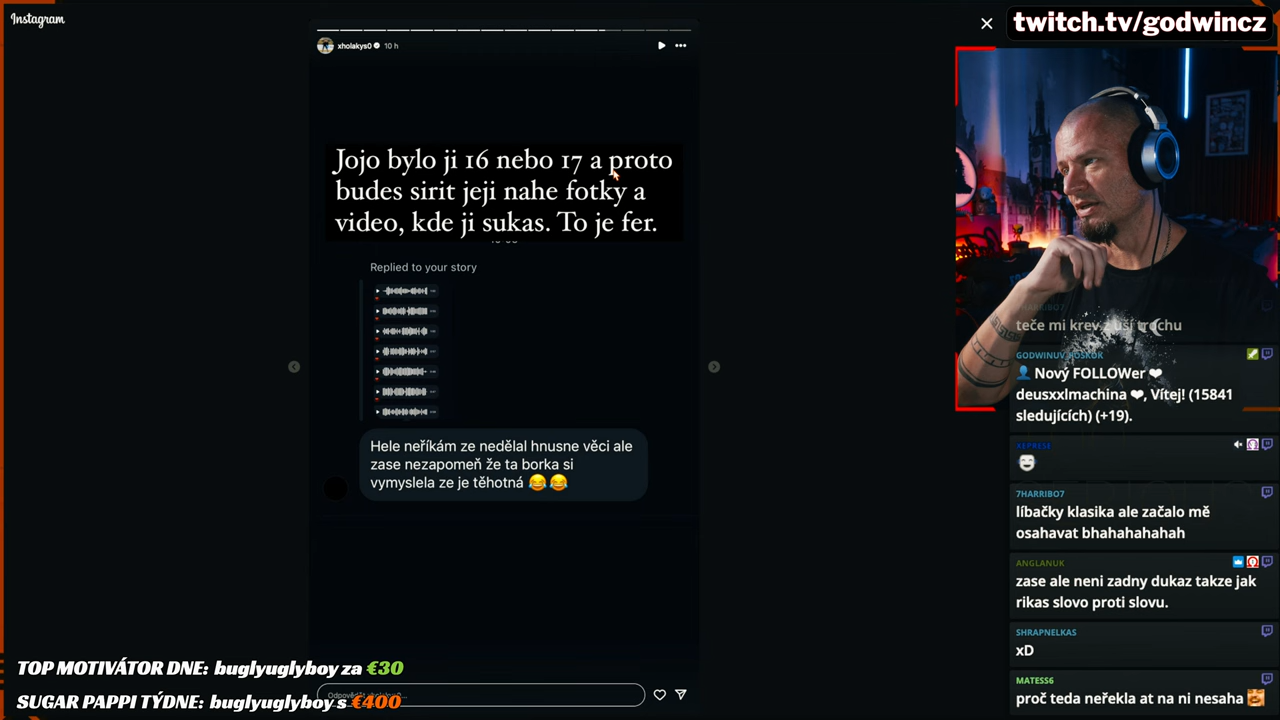 Instagram
twitch.tv/godwincz
xholakys0 10 h
Jojo bylo ji 16 nebo 17 a proto
budes sirit jeji nahe fotky a
video, kde ji sukas. To je fer.
Replied to your story
Hele neříkám ze nedělal hnusne věci ale
zase nezapomeň že ta borka si
vymyslela ze je těhotná 😂😂
teče mi krev z uší trochu
GODWINUV_KOSKOK
👤 Nový FOLLOWer ❤
deusxxlmachina ❤, Vítej! (15841
sledujících) (+19).
7HARRIBO7
líbačky klasika ale začalo mě
osahavat bhahahahahah
ANGLANUK
zase ale neni zadny dukaz takze jak
rikas slovo proti slovu.
SHRAPNELKAS
xD
MATESS6
proč teda neřekla at na ni nesaha
TOP MOTIVÁTOR DNE: buglyuglyboy za €30
SUGAR PAPPI TÝDNE: buglyuglyboy s €400